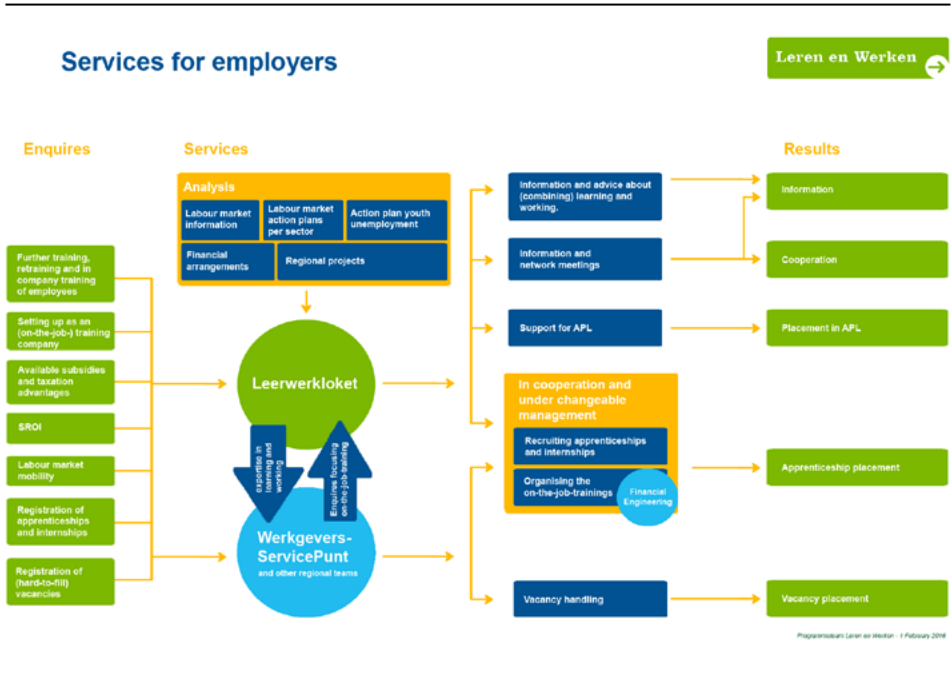 Services for employers
Leren en Werken
Enquires
Services
Results
Analysis
Labour market
information
Labour market
action plans
per sector
Action plan youth
unemployment
Financial
arrangements
Regional projects
Further training,
retraining and in
company training
of employees
Setting up as an
(on-the-job-) training
company
Available subsidies
and taxation
advantages
SROI
Labour market
mobility
Registration of
apprenticeships
and internships
Registration of
(hard-to-fill)
vacancies
Leerwerkloket
expertise in
learning and
working
Enquires focusing
on-the-job-training
Werkgevers-
ServicePunt
and other regional teams
Information and advice about
(combining) learning and
working.
Information and
network meetings
Support for APL
In cooperation and
under changeable
management
Recruiting apprenticeships
and internships
Organising the
on-the-job-trainings
Financial
Engineering
Vacancy handling
Information
Cooperation
Placement in APL
Apprenticeship placement
Vacancy placement
Leren en Werken - 1 February 2016